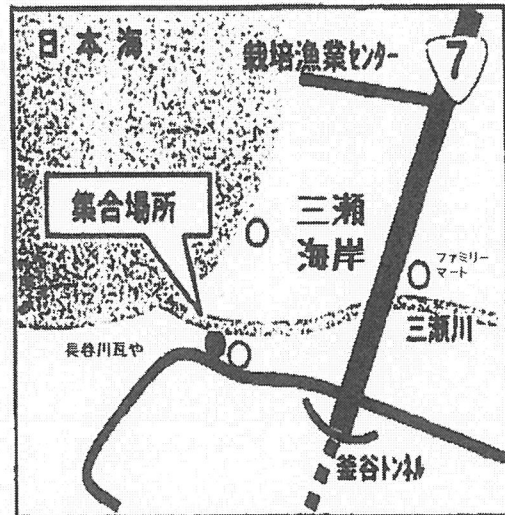 日本海
栽培漁業センター
7
集合場所
三瀬
海岸
ファミリー
マート
三瀬川
長谷川瓦や
釜谷トンネル